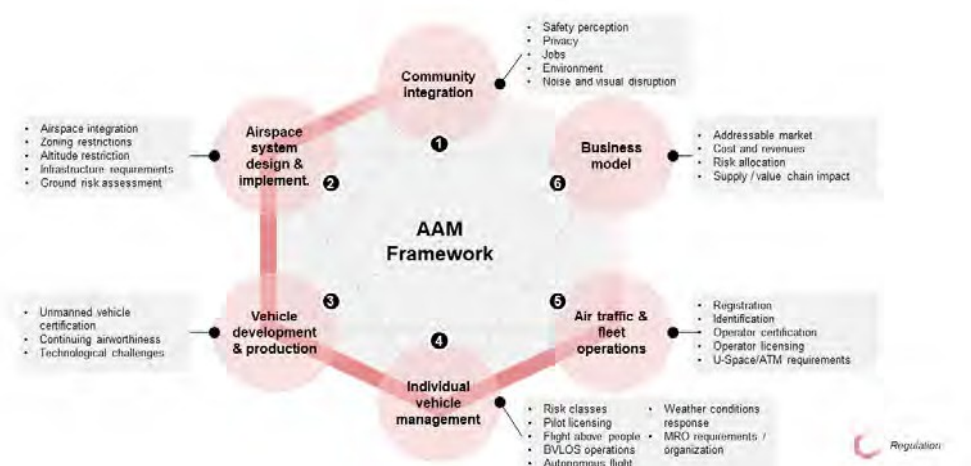 • Safety perception
• Privacy
• Jobs
• Environment
• Noise and visual disruption
Community
integration
1
• Airspace integration
• Zoning restrictions
• Altitude restriction
• Infrastructure requirements
• Ground risk assessment
Airspace
system
design &
implement.
2
Business
model
6
• Addressable market
• Cost and revenues
• Risk allocation
• Supply / value chain impact
AAM
Framework
• Unmanned vehicle
certification
• Continuing airworthiness
• Technological challenges
Vehicle
development
& production
3
4
Individual
vehicle
management
5
Air traffic &
fleet
operations
• Registration
• Identification
• Operator certification
• Operator licensing
• U-Space/ATM requirements
• Risk classes
• Pilot licensing
• Flight above people
• BVLOS operations
• Autonomous flight
• Weather conditions
response
• MRO requirements /
organization
Regulation